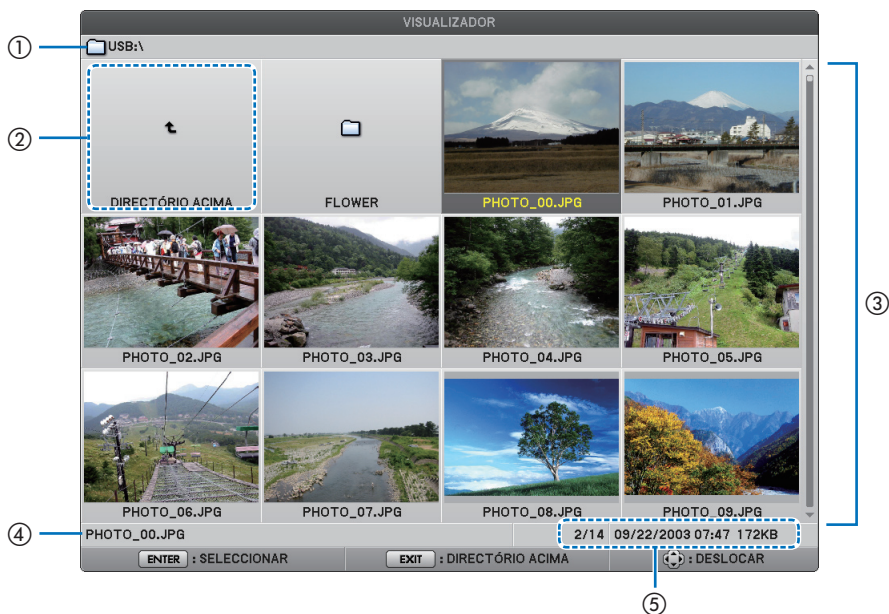 VISUALIZADOR
① USB:\
②
DIRECTÓRIO ACIMA FLOWER PHOTO_00.JPG PHOTO_01.JPG
③
PHOTO_02.JPG PHOTO_03.JPG PHOTO_04.JPG PHOTO_05.JPG
PHOTO_06.JPG PHOTO_07.JPG PHOTO_08.JPG PHOTO_09.JPG
④ PHOTO_00.JPG 2/14 09/22/2003 07:47 172KB
ENTER : SELECCIONAR EXIT : DIRECTÓRIO ACIMA : DESLOCAR
⑤